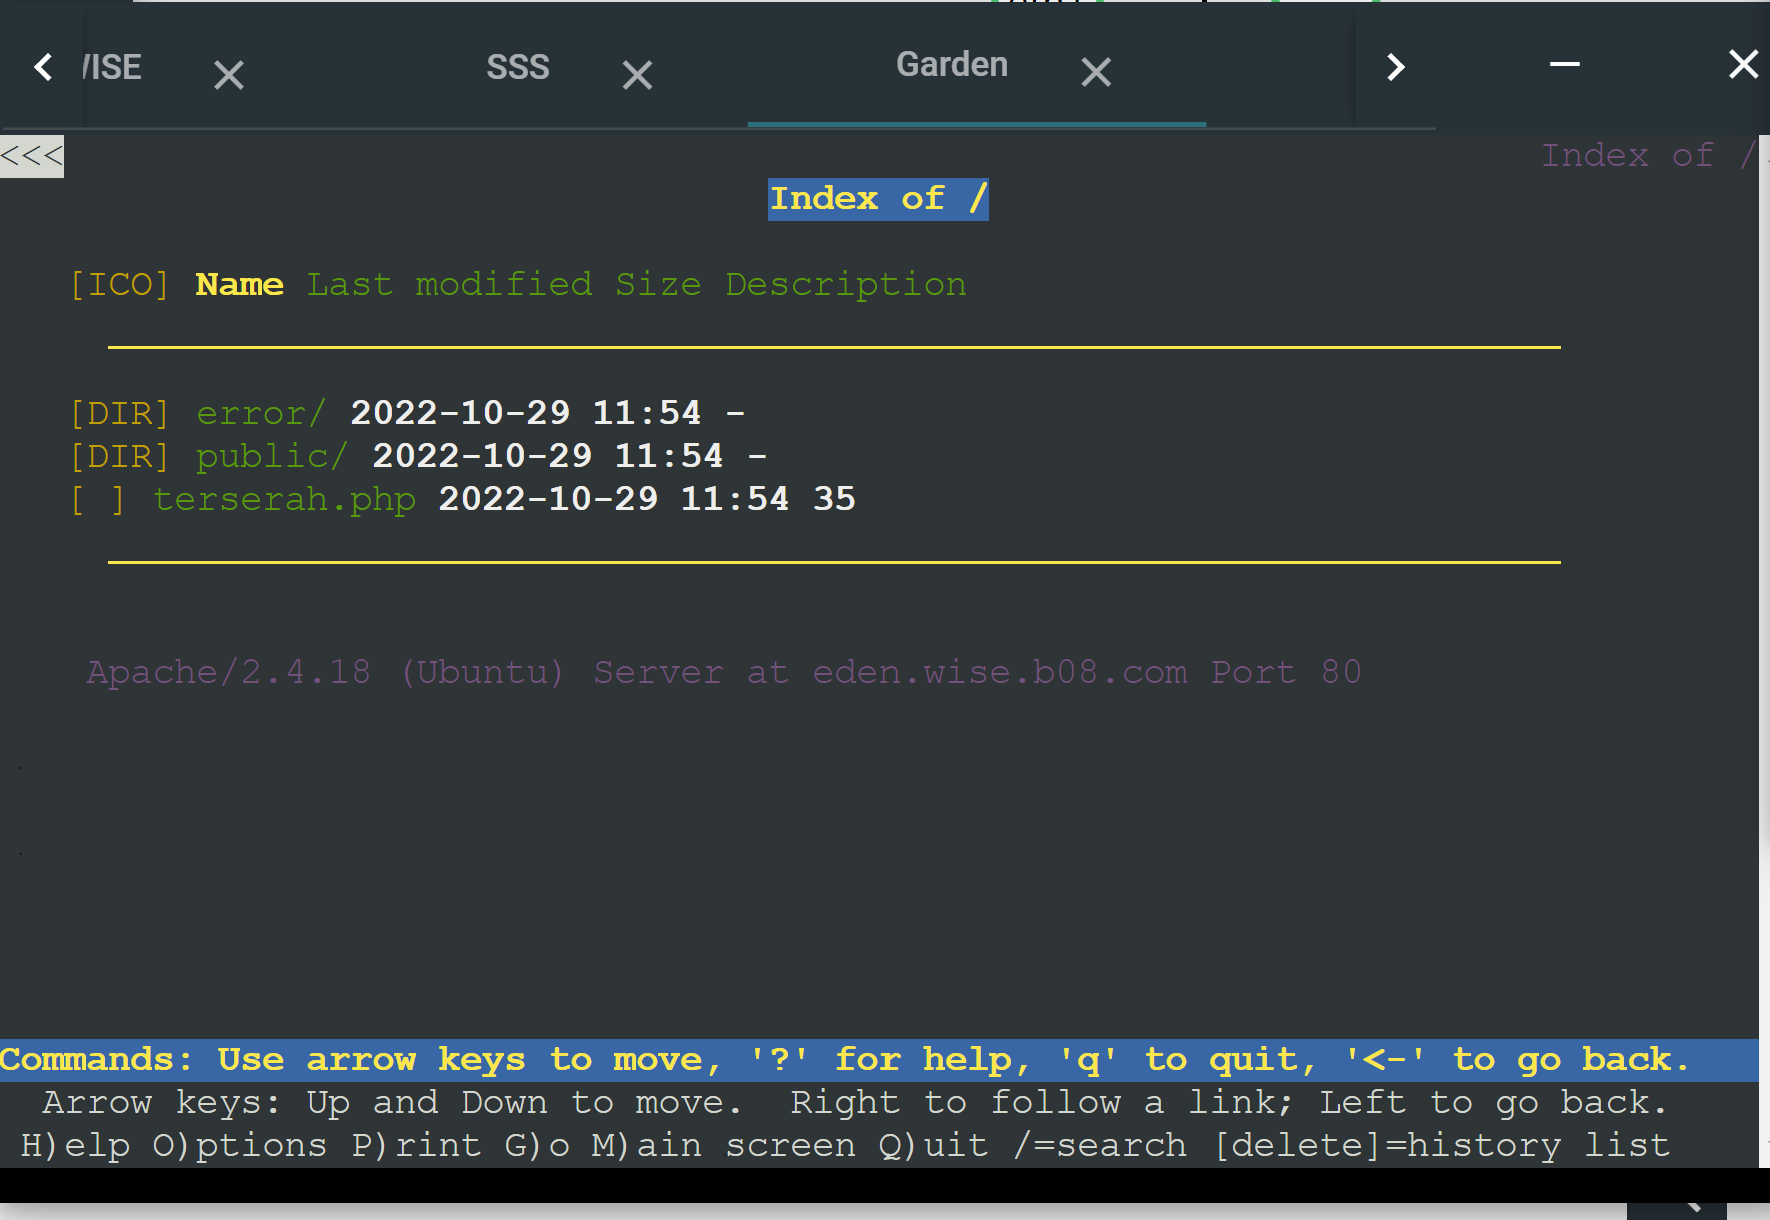 SSS Garden
<<< Index of /
Index of /
[ICO] Name Last modified Size Description
[DIR] error/ 2022-10-29 11:54 -
[DIR] public/ 2022-10-29 11:54 -
[ ] terserah.php 2022-10-29 11:54 35
Apache/2.4.18 (Ubuntu) Server at eden.wise.b08.com Port 80
Commands: Use arrow keys to move, '?' for help, 'q' to quit, '<-' to go back.
Arrow keys: Up and Down to move. Right to follow a link; Left to go back.
H)elp O)ptions P)rint G)o M)ain screen Q)uit /=search [delete]=history list